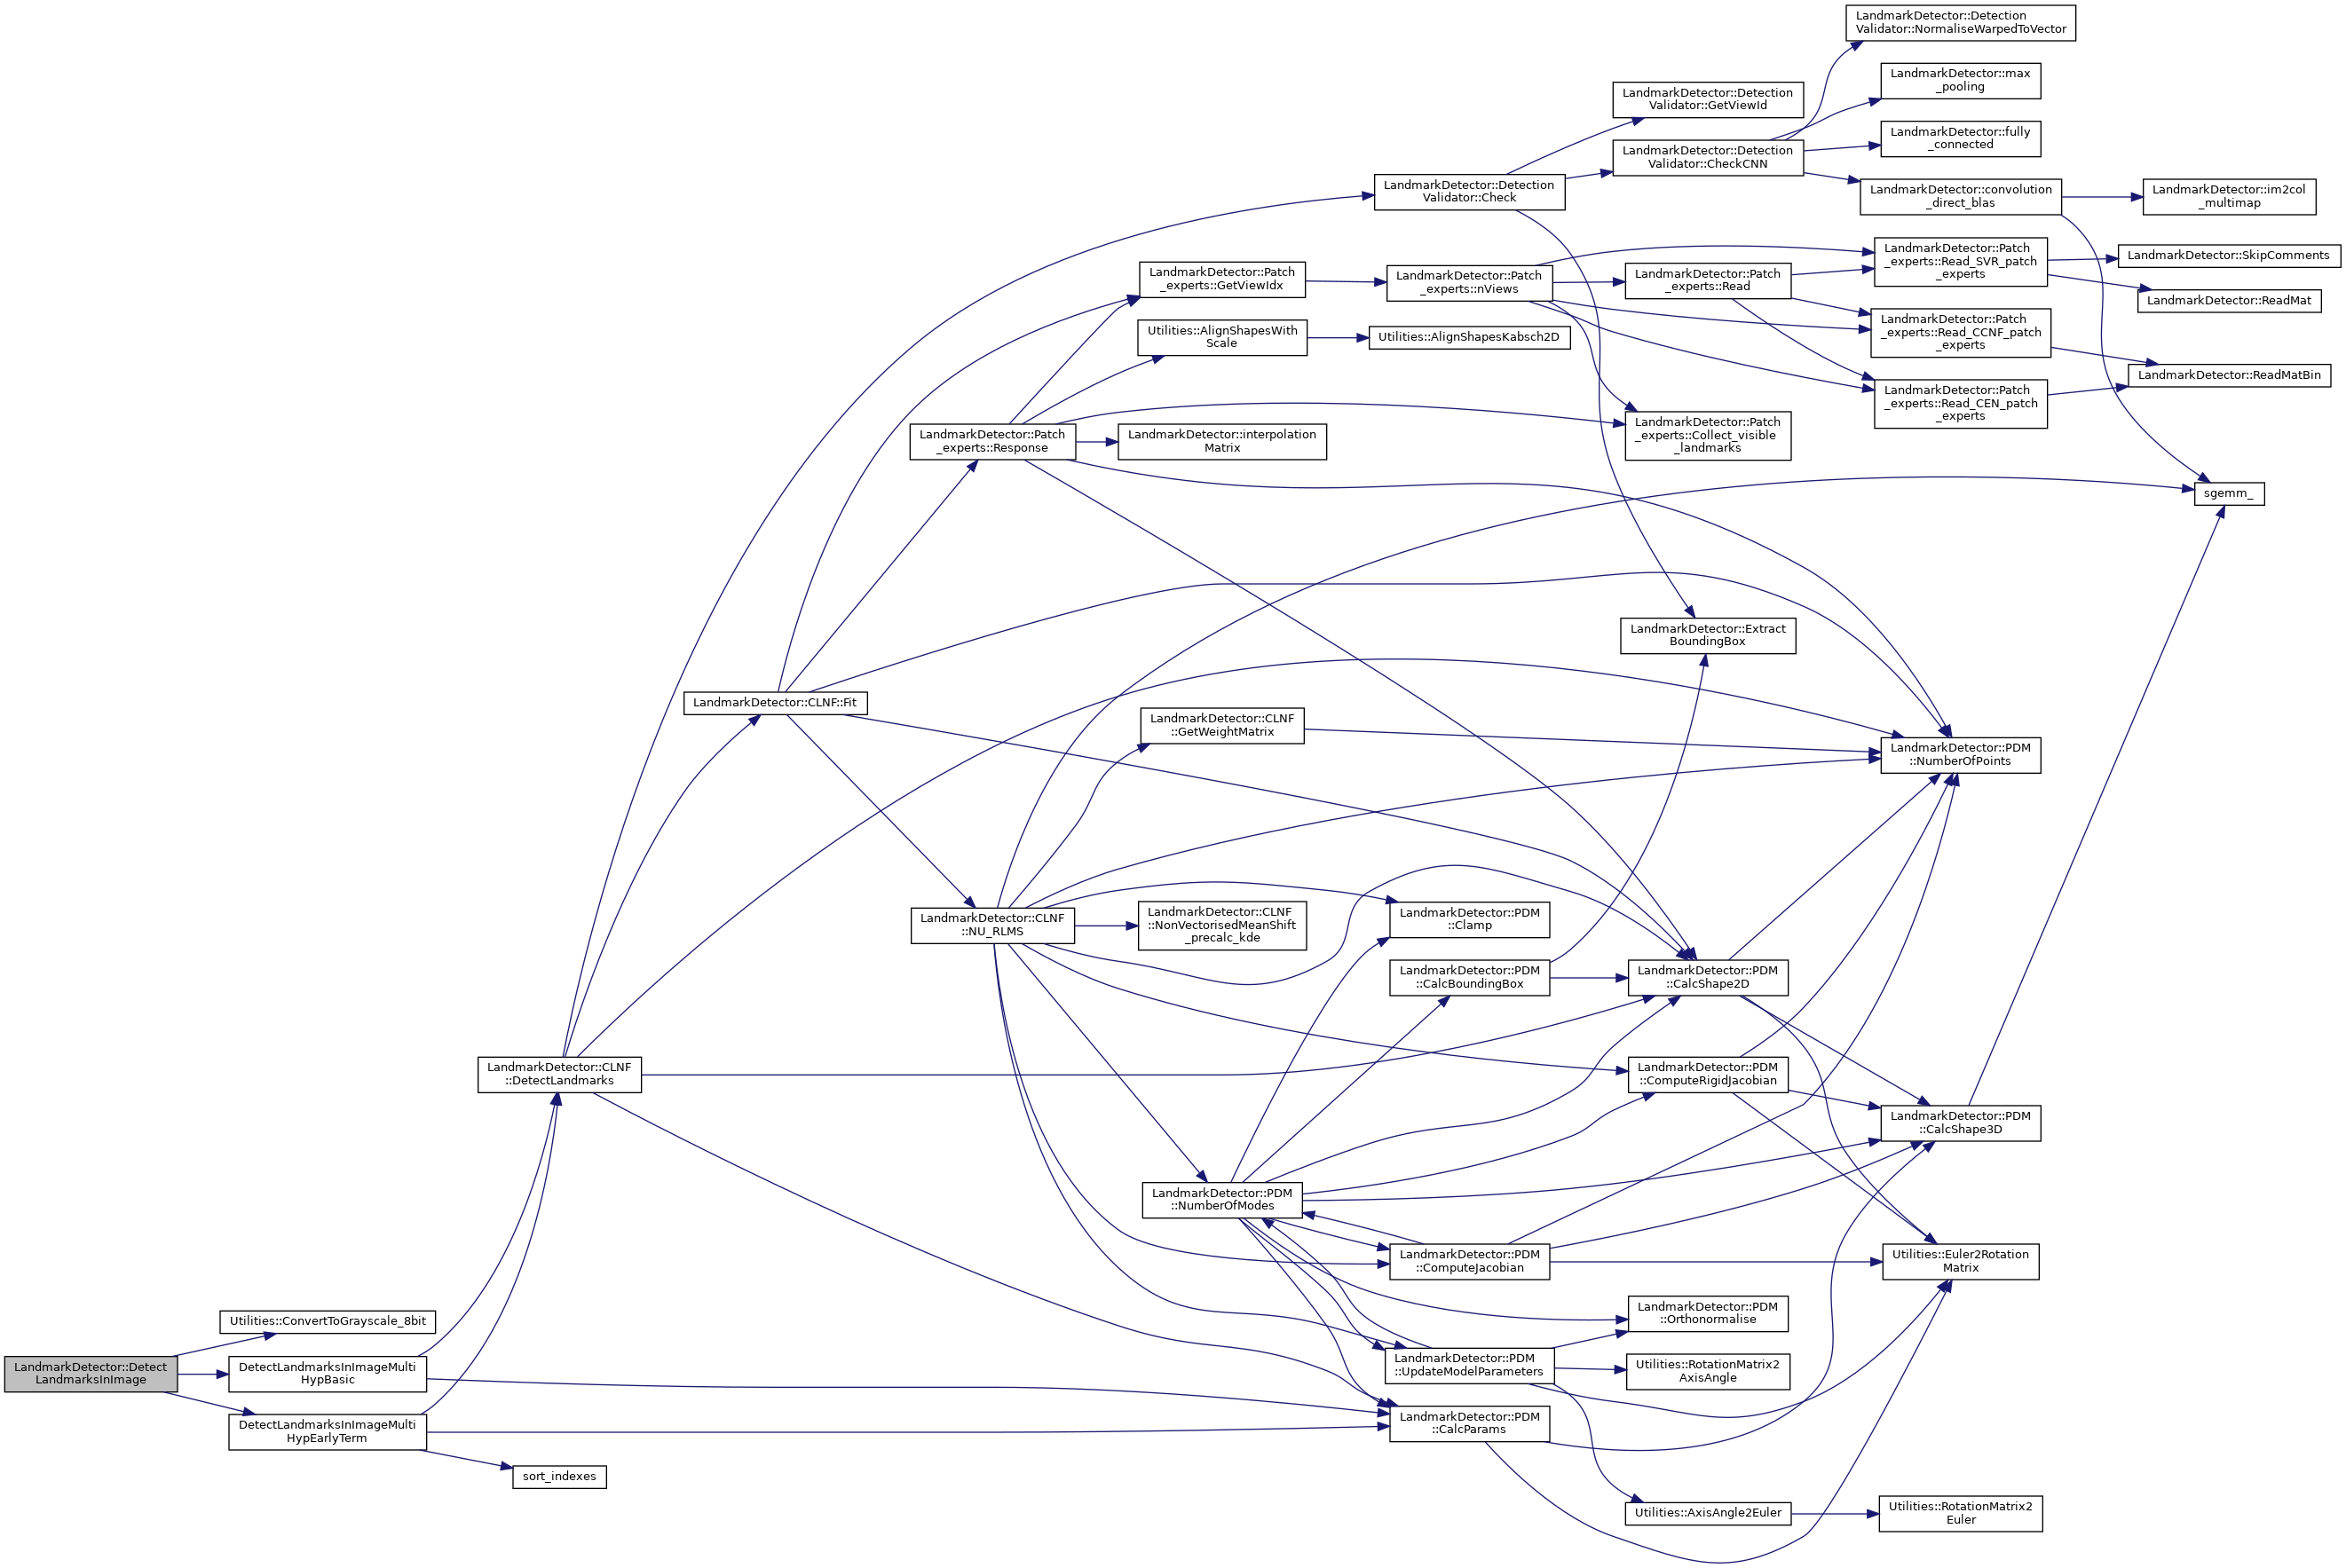 LandmarkDetector::Detection
Validator::NormaliseWarpedToVector
LandmarkDetector::max
_pooling
LandmarkDetector::Detection
Validator::GetViewId
LandmarkDetector::fully
_connected
LandmarkDetector::Detection
Validator::CheckCNN
LandmarkDetector::Detection
Validator::Check
LandmarkDetector::convolution
_direct_blas
LandmarkDetector::im2col
_multimap
LandmarkDetector::Patch
_experts::GetViewIdx
LandmarkDetector::Patch
_experts::nViews
LandmarkDetector::Patch
_experts::Read
LandmarkDetector::Patch
_experts::Read_SVR_patch
_experts
LandmarkDetector::SkipComments
LandmarkDetector::ReadMat
Utilities::AlignShapesWith
Scale
Utilities::AlignShapesKabsch2D
LandmarkDetector::Patch
_experts::Read_CCNF_patch
_experts
LandmarkDetector::ReadMatBin
LandmarkDetector::Patch
_experts::Read_CEN_patch
_experts
LandmarkDetector::Patch
_experts::Response
LandmarkDetector::interpolation
Matrix
LandmarkDetector::Patch
_experts::Collect_visible
_landmarks
sgemm_
LandmarkDetector::Extract
BoundingBox
LandmarkDetector::CLNF::Fit
LandmarkDetector::CLNF
::GetWeightMatrix
LandmarkDetector::PDM
::NumberOfPoints
LandmarkDetector::CLNF
::NU_RLMS
LandmarkDetector::CLNF
::NonVectorisedMeanShift
_precalc_kde
LandmarkDetector::PDM
::Clamp
LandmarkDetector::PDM
::CalcBoundingBox
LandmarkDetector::PDM
::CalcShape2D
LandmarkDetector::CLNF
::DetectLandmarks
LandmarkDetector::PDM
::ComputeRigidJacobian
LandmarkDetector::PDM
::CalcShape3D
LandmarkDetector::PDM
::NumberOfModes
LandmarkDetector::PDM
::ComputeJacobian
Utilities::Euler2Rotation
Matrix
Utilities::ConvertToGrayscale_8bit
LandmarkDetector::PDM
::Orthonormalise
LandmarkDetector::Detect
LandmarksInImage
DetectLandmarksInImageMulti
HypBasic
LandmarkDetector::PDM
::UpdateModelParameters
Utilities::RotationMatrix2
AxisAngle
DetectLandmarksInImageMulti
HypEarlyTerm
LandmarkDetector::PDM
::CalcParams
sort_indexes
Utilities::AxisAngle2Euler
Utilities::RotationMatrix2
Euler